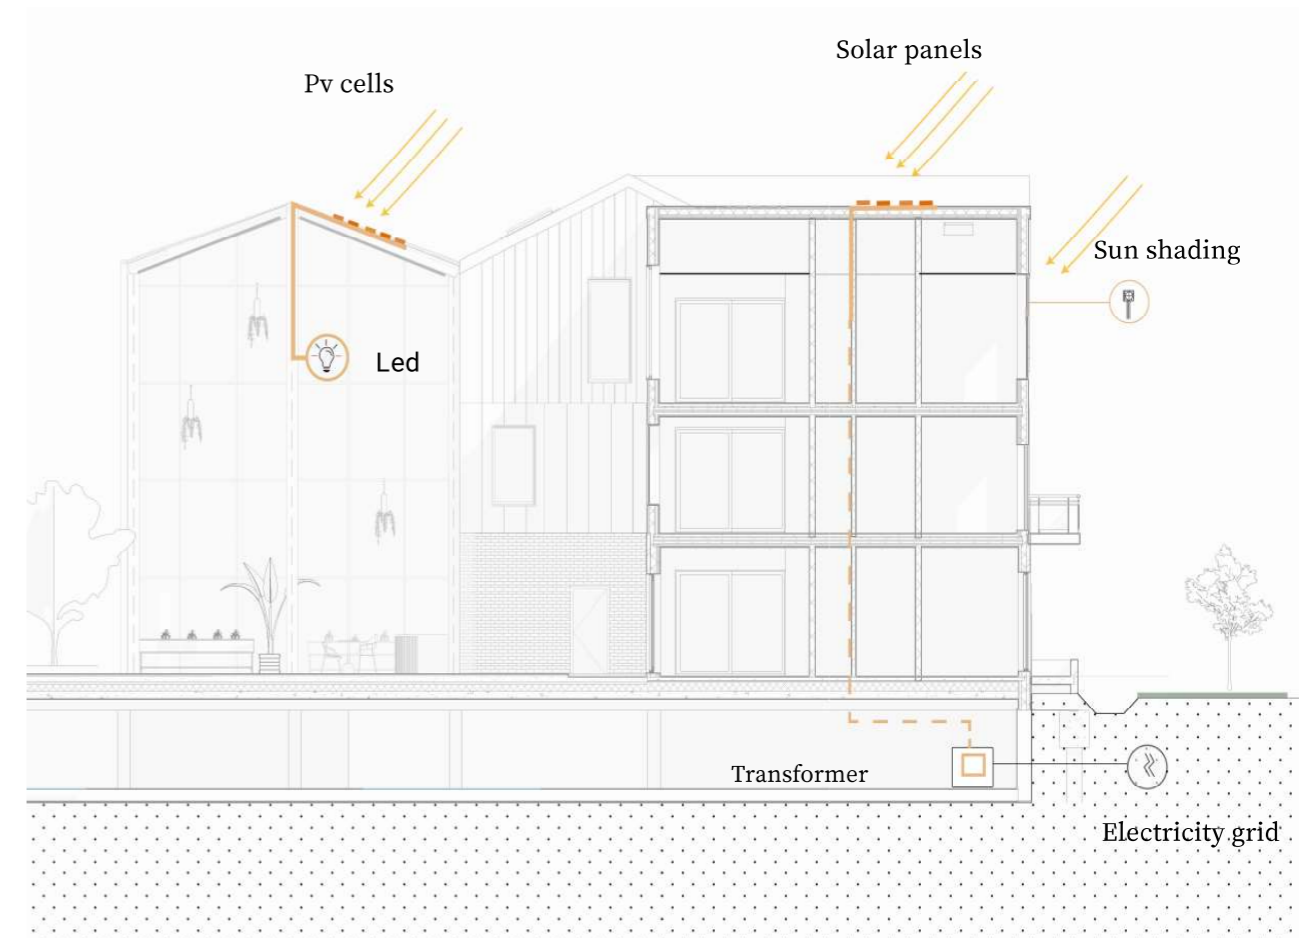 Solar panels
Pv cells
Sun shading
Led
Transformer
Electricity grid